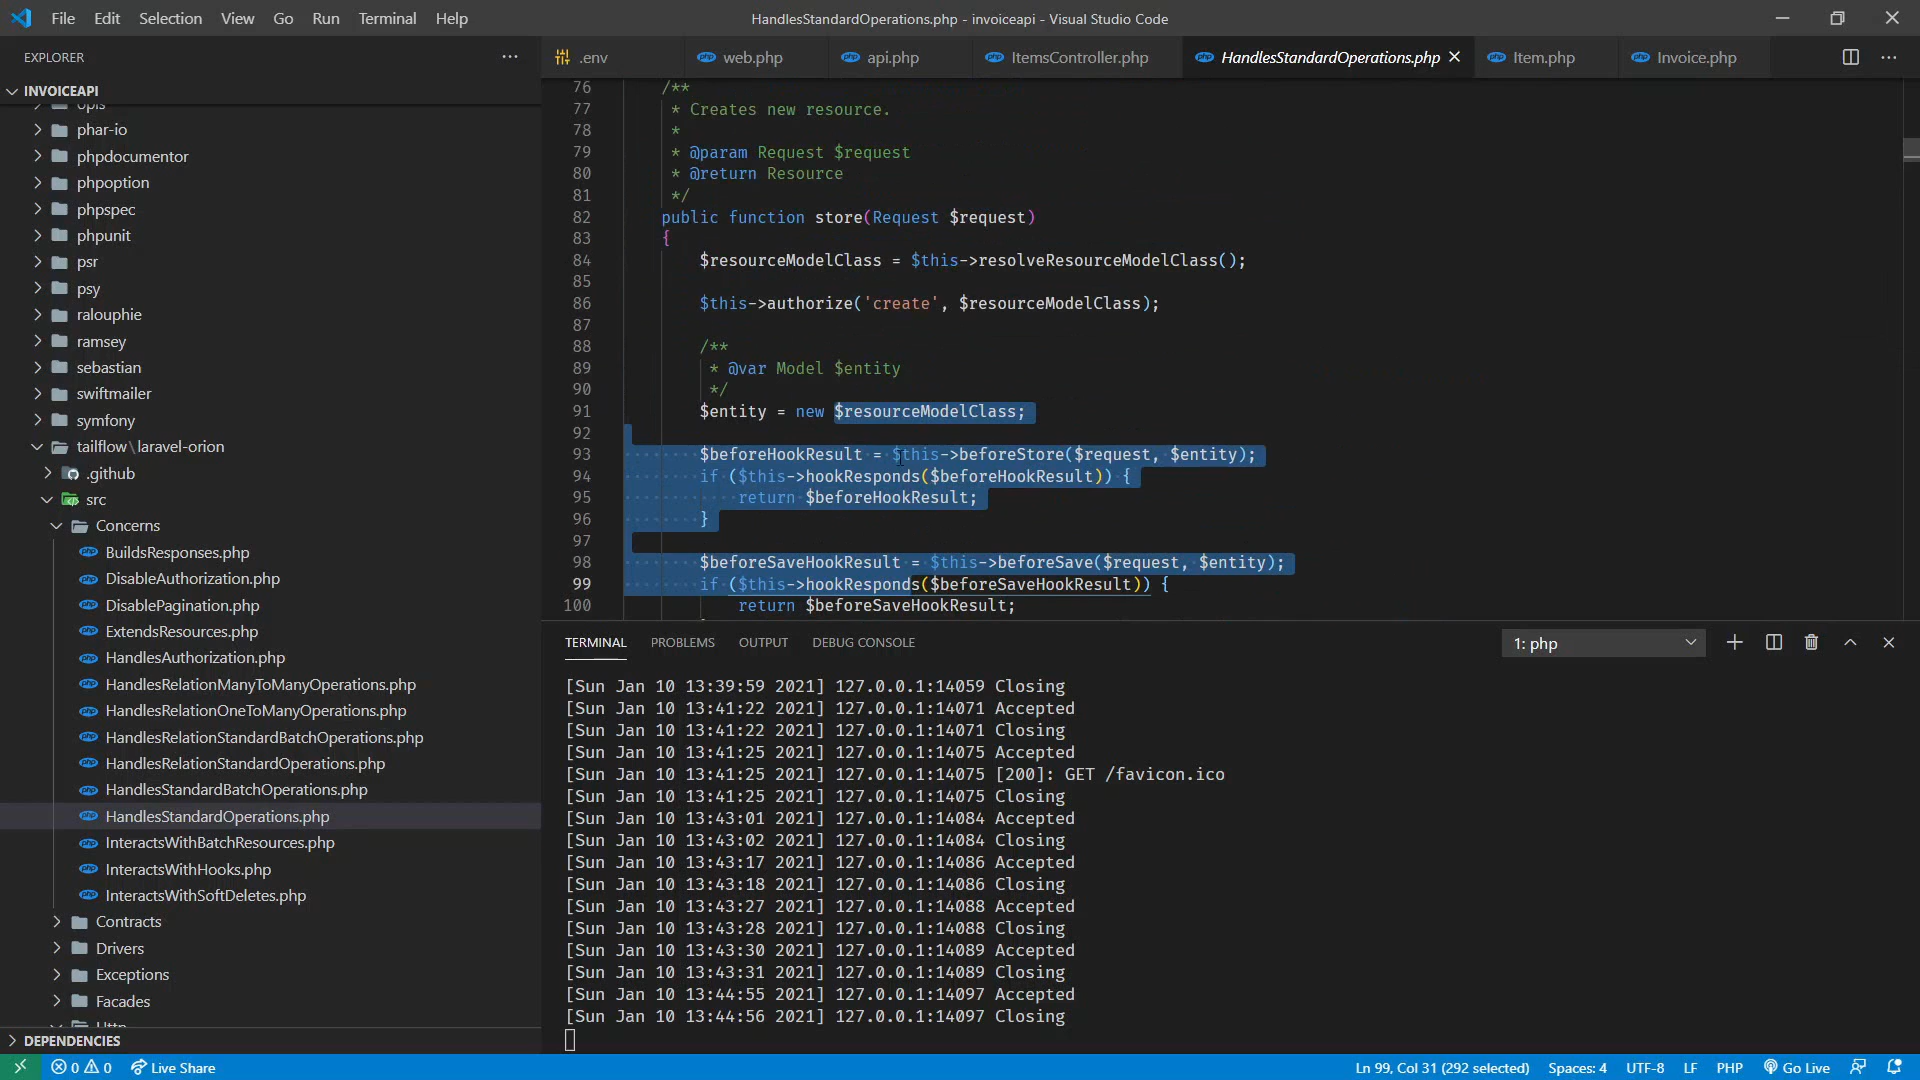 File Edit Selection View Go Run Terminal Help
HandlesStandardOperations.php - invoiceapi - Visual Studio Code
EXPLORER
.env
web.php
api.php
ItemsController.php
HandlesStandardOperations.php
Item.php
Invoice.php
INVOICEAPI
opis
phar-io
phpdocumentor
phpoption
phpspec
phpunit
psr
psy
ralouphie
ramsey
sebastian
swiftmailer
symfony
tailflow\laravel-orion
.github
src
Concerns
BuildsResponses.php
DisableAuthorization.php
DisablePagination.php
ExtendsResources.php
HandlesAuthorization.php
HandlesRelationManyToManyOperations.php
HandlesRelationOneToManyOperations.php
HandlesRelationStandardBatchOperations.php
HandlesRelationStandardOperations.php
HandlesStandardBatchOperations.php
HandlesStandardOperations.php
InteractsWithBatchResources.php
InteractsWithHooks.php
InteractsWithSoftDeletes.php
Contracts
Drivers
Exceptions
Facades
Http
DEPENDENCIES
76 /**
77 * Creates new resource.
78 *
79 * @param Request $request
80 * @return Resource
81 */
82 public function store(Request $request)
83 {
84 $resourceModelClass = $this->resolveResourceModelClass();
85
86 $this->authorize('create', $resourceModelClass);
87
88 /**
89 * @var Model $entity
90 */
91 $entity = new $resourceModelClass;
92
93 $beforeHookResult = $this->beforeStore($request, $entity);
94 if ($this->hookResponds($beforeHookResult)) {
95 return $beforeHookResult;
96 }
97
98 $beforeSaveHookResult = $this->beforeSave($request, $entity);
99 if ($this->hookResponds($beforeSaveHookResult)) {
100 return $beforeSaveHookResult;
TERMINAL PROBLEMS OUTPUT DEBUG CONSOLE
1: php
[Sun Jan 10 13:39:59 2021] 127.0.0.1:14059 Closing
[Sun Jan 10 13:41:22 2021] 127.0.0.1:14071 Accepted
[Sun Jan 10 13:41:22 2021] 127.0.0.1:14071 Closing
[Sun Jan 10 13:41:25 2021] 127.0.0.1:14075 Accepted
[Sun Jan 10 13:41:25 2021] 127.0.0.1:14075 [200]: GET /favicon.ico
[Sun Jan 10 13:41:25 2021] 127.0.0.1:14075 Closing
[Sun Jan 10 13:43:01 2021] 127.0.0.1:14084 Accepted
[Sun Jan 10 13:43:02 2021] 127.0.0.1:14084 Closing
[Sun Jan 10 13:43:17 2021] 127.0.0.1:14086 Accepted
[Sun Jan 10 13:43:18 2021] 127.0.0.1:14086 Closing
[Sun Jan 10 13:43:27 2021] 127.0.0.1:14088 Accepted
[Sun Jan 10 13:43:28 2021] 127.0.0.1:14088 Closing
[Sun Jan 10 13:43:30 2021] 127.0.0.1:14089 Accepted
[Sun Jan 10 13:43:31 2021] 127.0.0.1:14089 Closing
[Sun Jan 10 13:44:55 2021] 127.0.0.1:14097 Accepted
[Sun Jan 10 13:44:56 2021] 127.0.0.1:14097 Closing
0 0 Live Share
Ln 99, Col 31 (292 selected) Spaces: 4 UTF-8 LF PHP Go Live